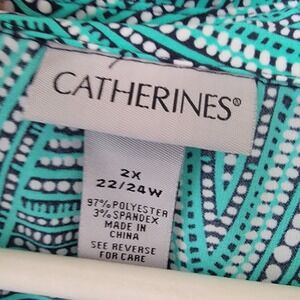 CATHERINES®
2X
22/24W
97% POLYESTER
3% SPANDEX
MADE IN
CHINA
SEE REVERSE
FOR CARE